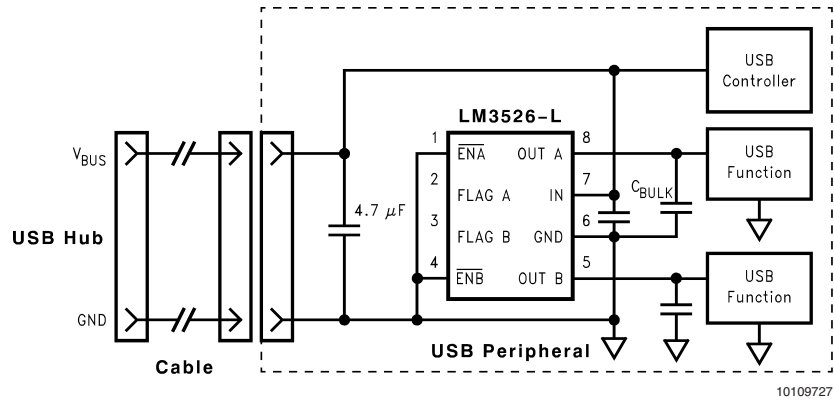 USB
Controller
LM3526-L
1
8
V_BUS
ENA
OUT A
USB
Function
2
7
FLAG A
IN
C_BULK
4.7 μF
3
6
USB Hub
FLAG B
GND
4
5
ENB
OUT B
USB
Function
GND
USB Peripheral
Cable
10109727